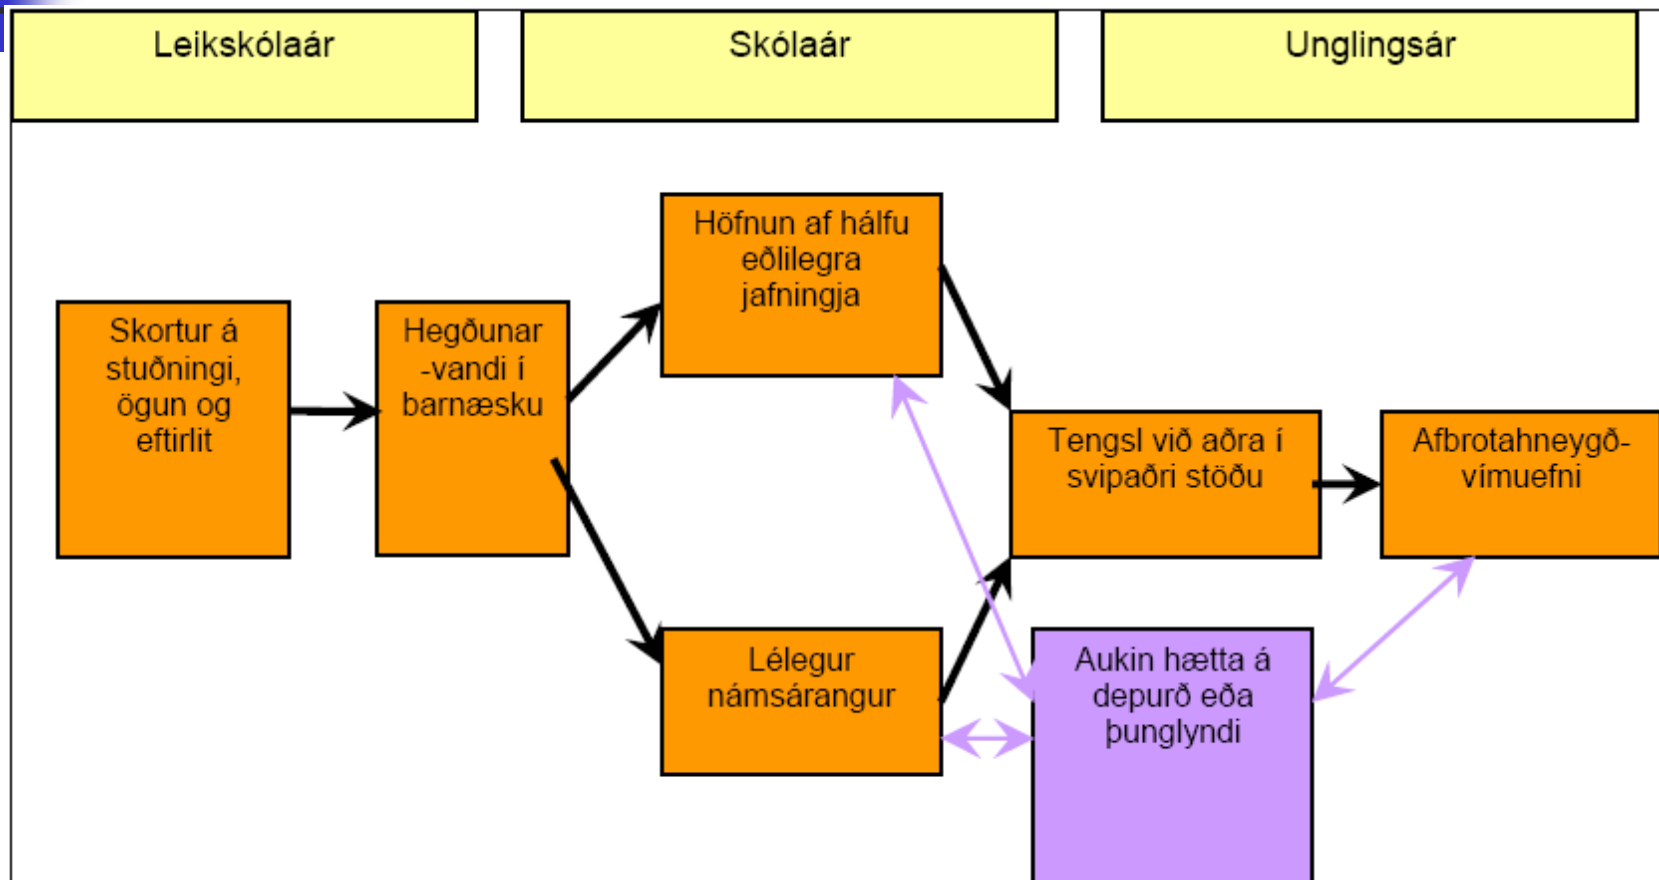 Leikskólaár
Skólaár
Unglingsár
Skortur á
stuðningi,
ögun og
eftirlit
Hegðunar
-vandi í
barnæsku
Höfnun af hálfu
eðlilegra
jafningja
Lélegur
námsárangur
Tengsl við aðra í
svipaðri stöðu
Afbrotahneygð-
vímuefni
Aukin hætta á
depurð eða
þunglyndi